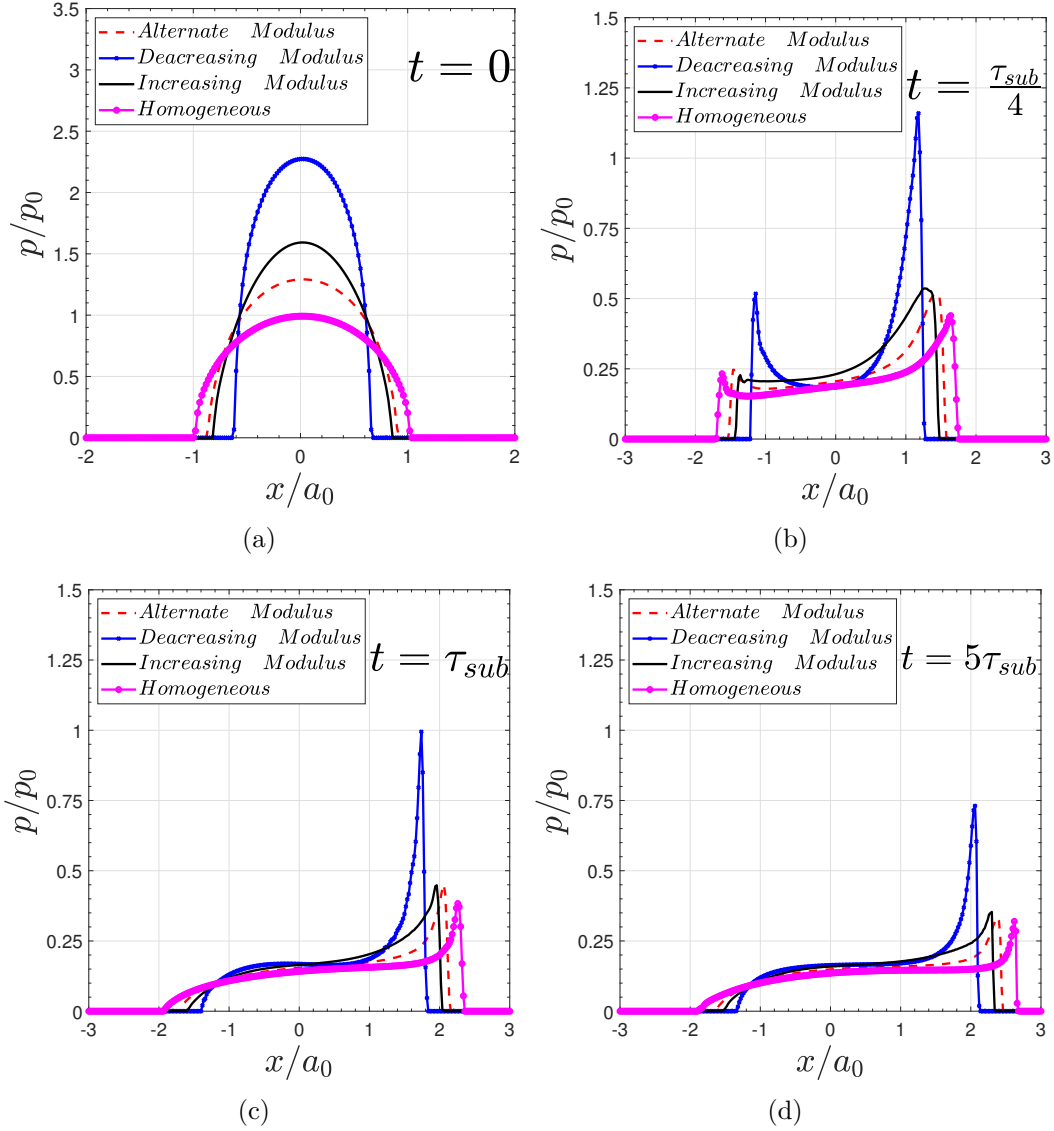 3.5
3
2.5
2
1.5
1
0.5
0
-2 -1 0 1 2
p/p₀
x/a₀
Alternate Modulus
Deacreasing Modulus
Increasing Modulus
Homogeneous
t = 0
(a)
1.5
1.25
1
0.75
0.5
0.25
0
-3 -2 -1 0 1 2 3
p/p₀
x/a₀
Alternate Modulus
Deacreasing Modulus
Increasing Modulus
Homogeneous
t = τ_sub/4
(b)
1.5
1.25
1
0.75
0.5
0.25
0
-3 -2 -1 0 1 2 3
p/p₀
x/a₀
Alternate Modulus
Deacreasing Modulus
Increasing Modulus
Homogeneous
t = τ_sub
(c)
1.5
1.25
1
0.75
0.5
0.25
0
-3 -2 -1 0 1 2 3
p/p₀
x/a₀
Alternate Modulus
Deacreasing Modulus
Increasing Modulus
Homogeneous
t = 5τ_sub
(d)